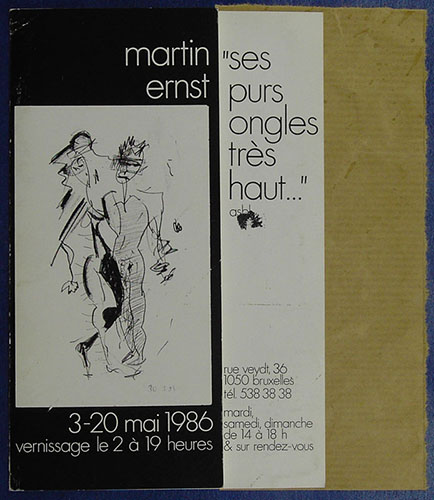 martin
ernst
3-20 mai 1986
vernissage le 2 à 19 heures
"ses
purs
ongles
très
haut..."
rue veydt, 36
1050 bruxelles
tél. 538 38 38
mardi,
samedi, dimanche
de 14 à 18 h
& sur rendez-vous